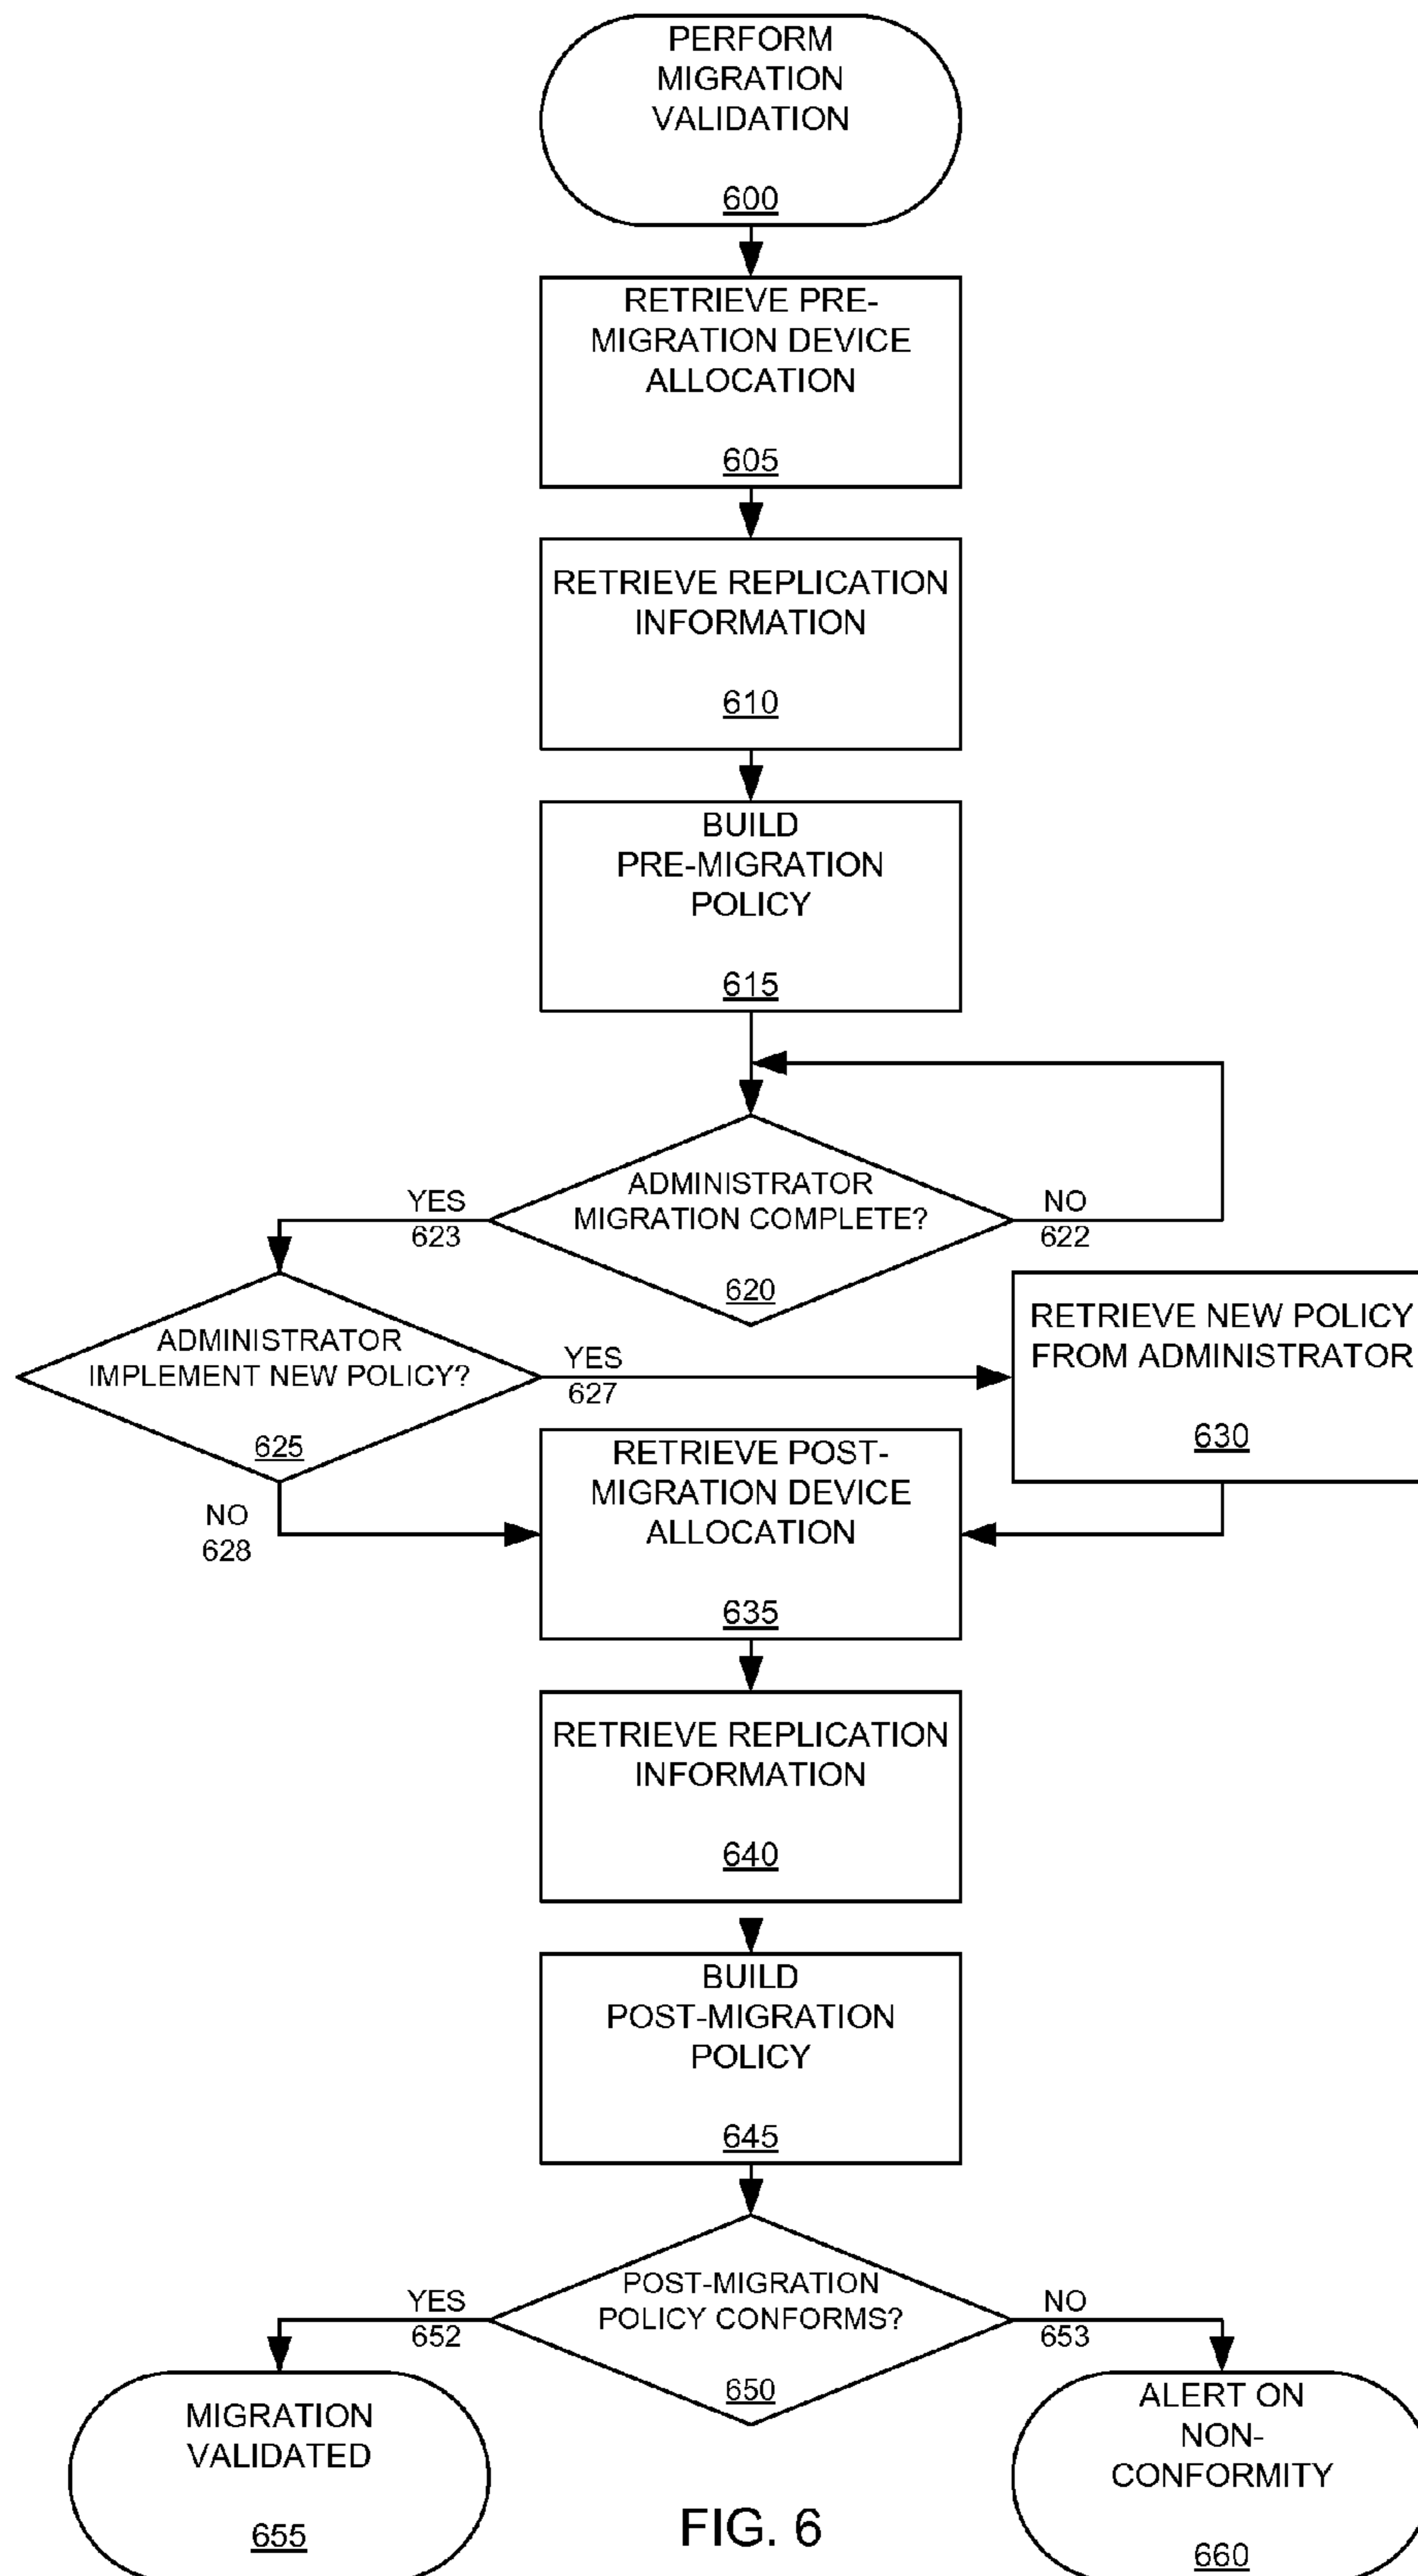 PERFORM
MIGRATION
VALIDATION
600
RETRIEVE PRE-
MIGRATION DEVICE
ALLOCATION
605
RETRIEVE REPLICATION
INFORMATION
610
BUILD
PRE-MIGRATION
POLICY
615
ADMINISTRATOR
MIGRATION COMPLETE?
620
YES
623
NO
622
ADMINISTRATOR
IMPLEMENT NEW POLICY?
625
YES
627
RETRIEVE NEW POLICY
FROM ADMINISTRATOR
630
NO
628
RETRIEVE POST-
MIGRATION DEVICE
ALLOCATION
635
RETRIEVE REPLICATION
INFORMATION
640
BUILD
POST-MIGRATION
POLICY
645
POST-MIGRATION
POLICY CONFORMS?
650
YES
652
NO
653
MIGRATION
VALIDATED
655
ALERT ON
NON-
CONFORMITY
660
FIG. 6